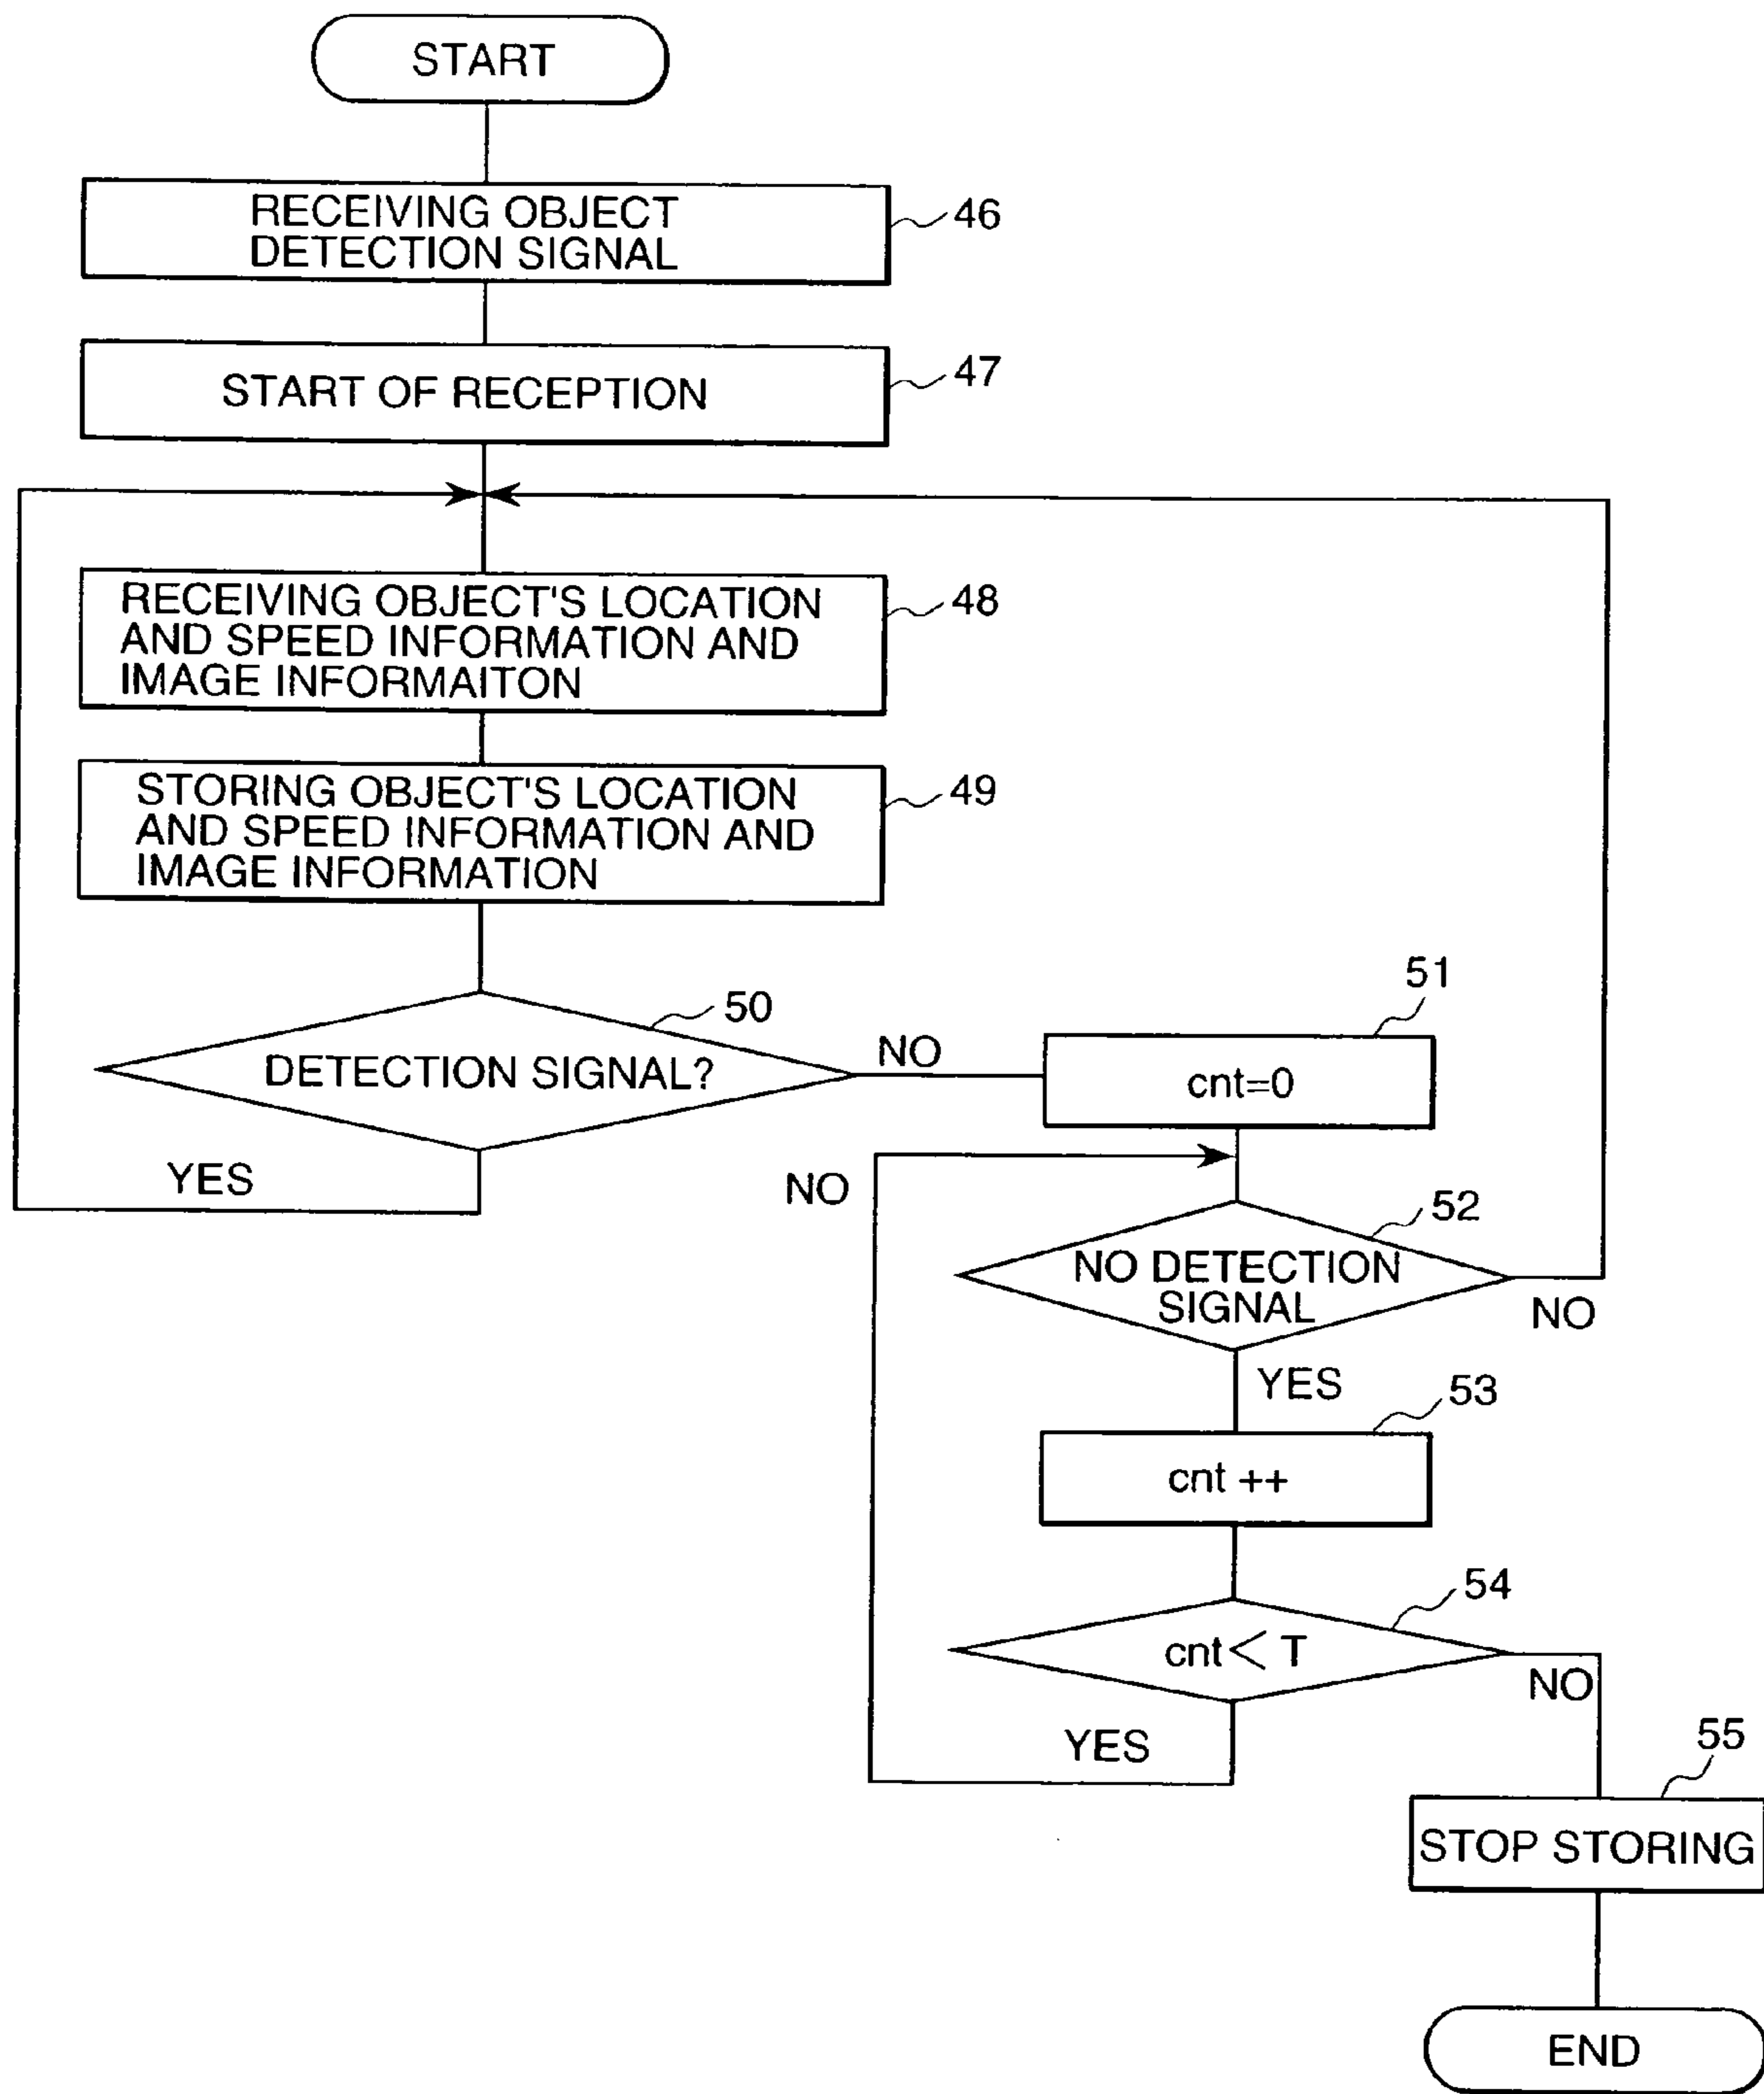 START
RECEIVING OBJECT
DETECTION SIGNAL
46
START OF RECEPTION
47
RECEIVING OBJECT'S LOCATION
AND SPEED INFORMATION AND
IMAGE INFORMAITON
48
STORING OBJECT'S LOCATION
AND SPEED INFORMATION AND
IMAGE INFORMATION
49
DETECTION SIGNAL?
50
NO
YES
51
cnt=0
NO
52
NO DETECTION
SIGNAL
NO
YES
53
cnt ++
54
cnt< T
NO
YES
55
STOP STORING
END